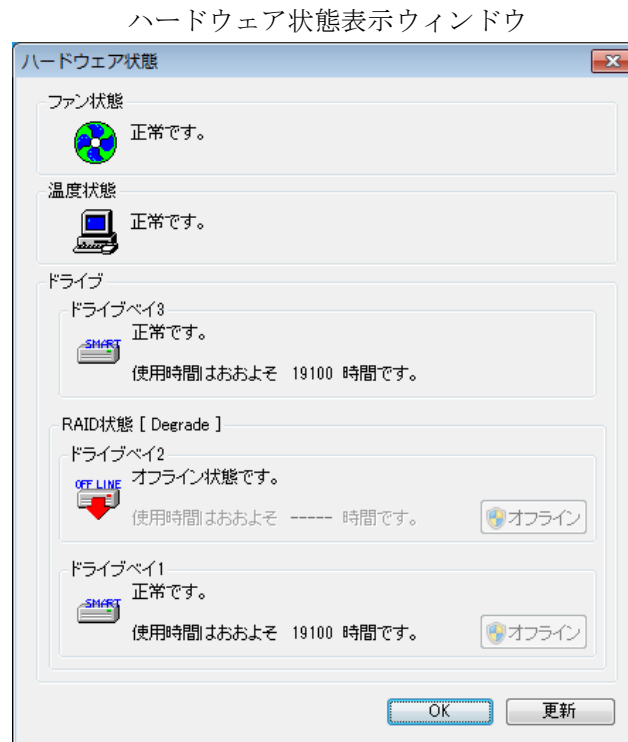 ハードウェア状態表示ウィンドウ
ハードウェア状態
ファン状態
正常です。
温度状態
正常です。
ドライブ
ドライブベイ3
SMART
正常です。
使用時間はおおよそ 19100 時間です。
RAID状態 [ Degrade ]
ドライブベイ2
OFF LINE
オフライン状態です。
使用時間はおおよそ ----- 時間です。
オフライン
ドライブベイ1
SMART
正常です。
使用時間はおおよそ 19100 時間です。
オフライン
OK
更新